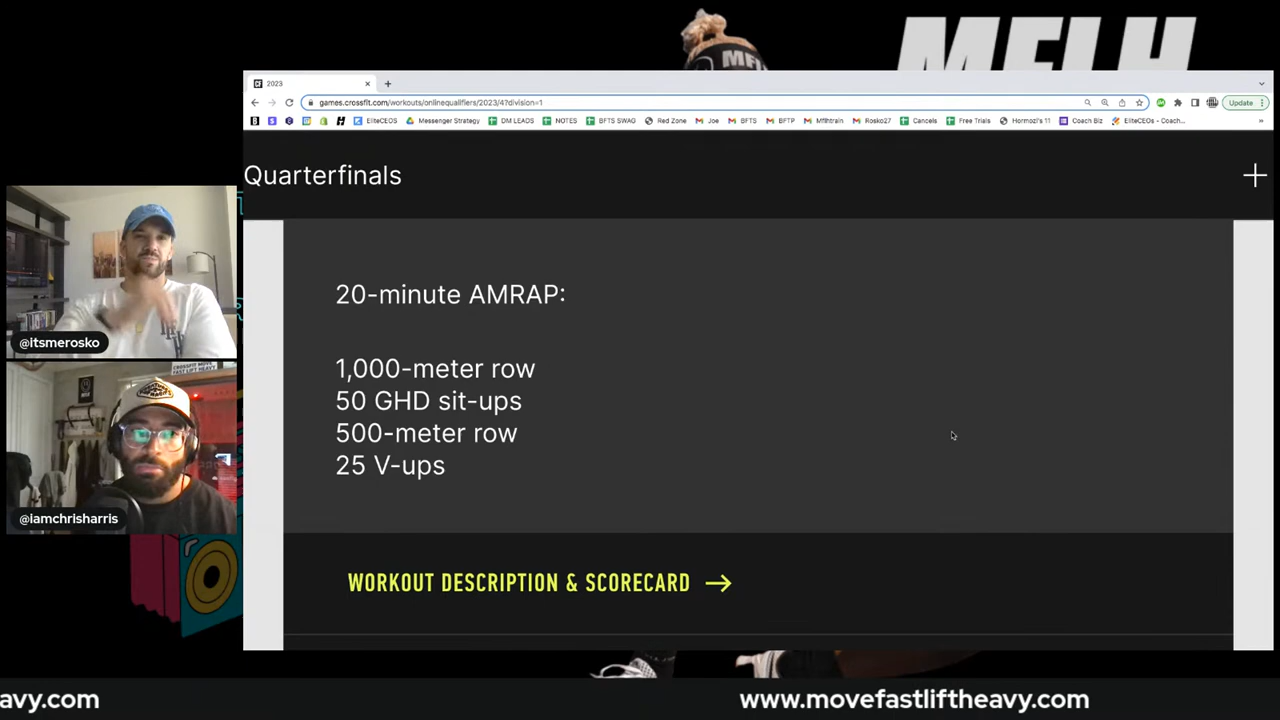 MFLH
MFLH
2023
games.crossfit.com/workouts/onlinequalifiers/2023/4?division=1
Update
EliteCEOS
Messenger Strategy
DM LEADS
NOTES
BFTS SWAG
Red Zone
Joe
BFTS
BFTP
Mflhtrain
Rosko27
Cancels
Free Trials
Hormozi's 11
Coach Biz
EliteCEOs - Coach...
»
Quarterfinals
20-minute AMRAP:
1,000-meter row
50 GHD sit-ups
500-meter row
25 V-ups
WORKOUT DESCRIPTION & SCORECARD
@itsmerosko
@iamchrisharris
eavy.com
www.movefastliftheavy.com